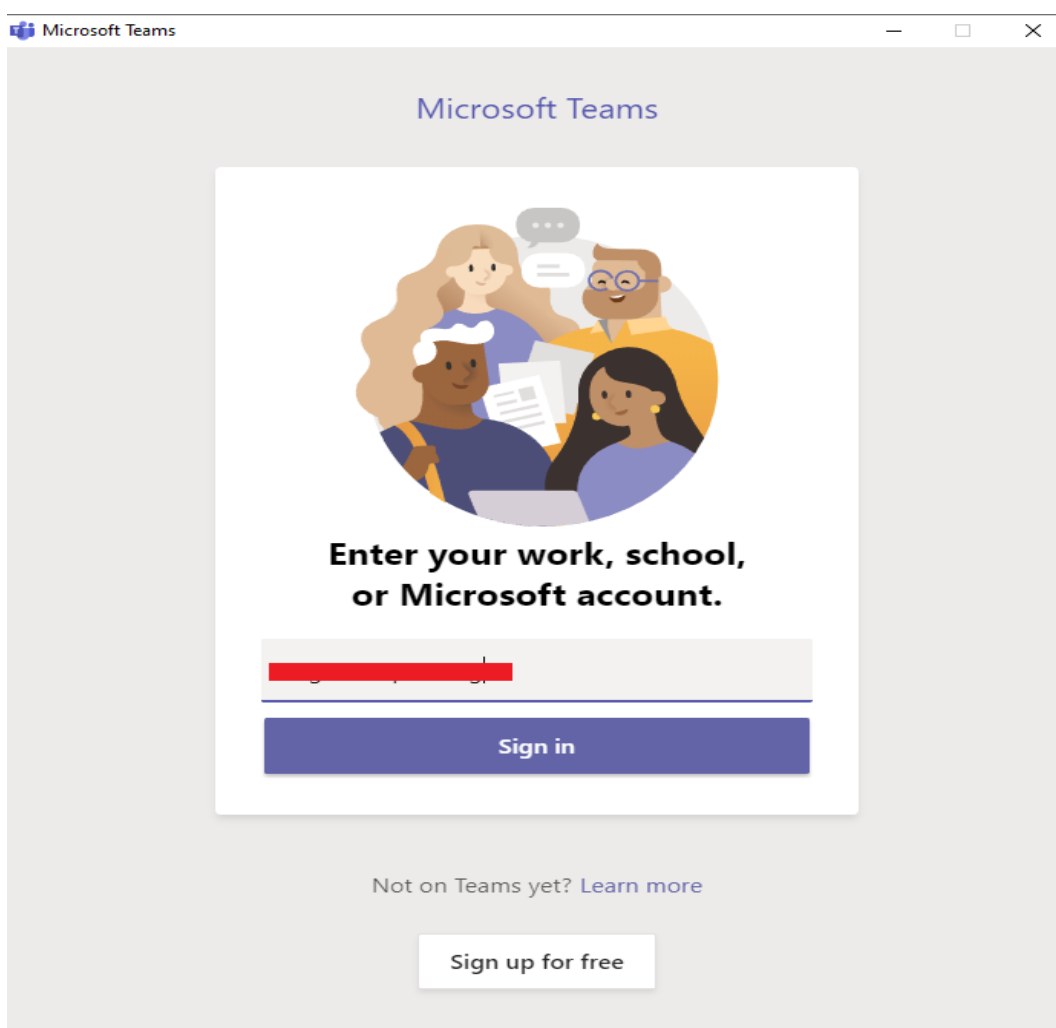 Microsoft Teams
Microsoft Teams
Enter your work, school,
or Microsoft account.
Sign in
Not on Teams yet? Learn more
Sign up for free